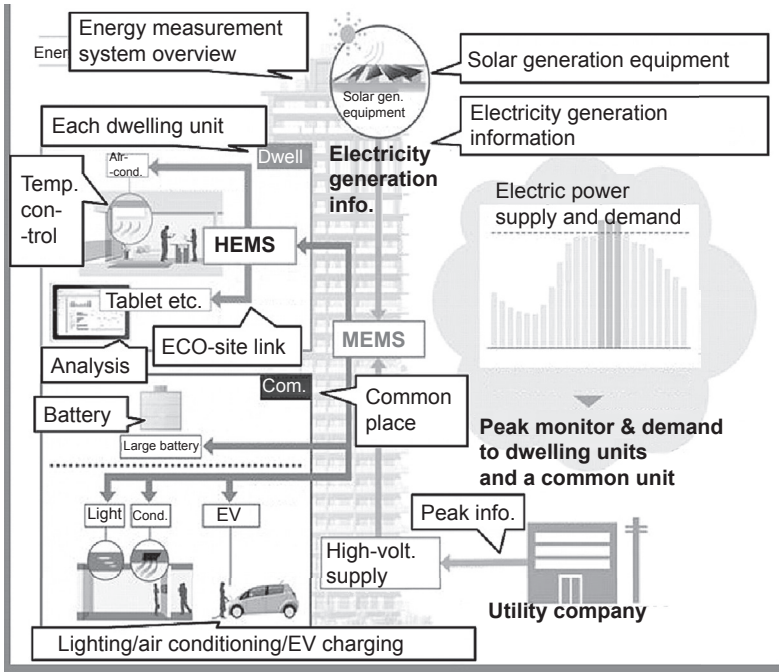 Energy measurement
system overview
Ener
Solar generation equipment
Solar gen.
equipment
Electricity generation
information
Each dwelling unit
Dwell
Electricity
generation
info.
Air-
-cond.
Temp.
con-
-trol
HEMS
Electric power
supply and demand
Tablet etc.
MEMS
ECO-site link
Analysis
Com.
Common
place
Battery
Large battery
Peak monitor & demand
to dwelling units
and a common unit
Light
Cond.
EV
Peak info.
High-volt.
supply
Utility company
Lighting/air conditioning/EV charging